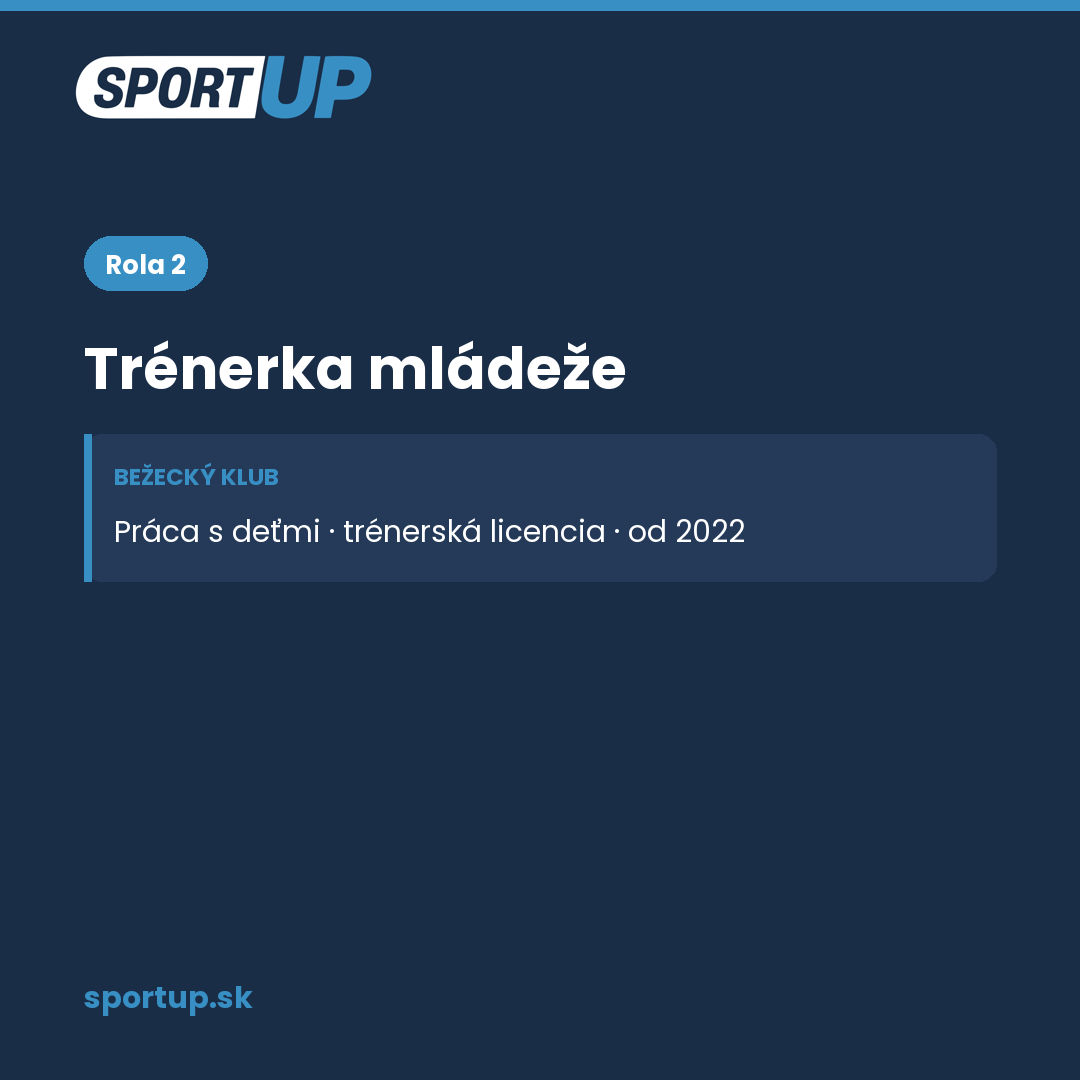 SPORTUP
Rola 2
Trénerka mládeže
BEŽECKÝ KLUB
Práca s deťmi · trénerská licencia · od 2022
sportup.sk